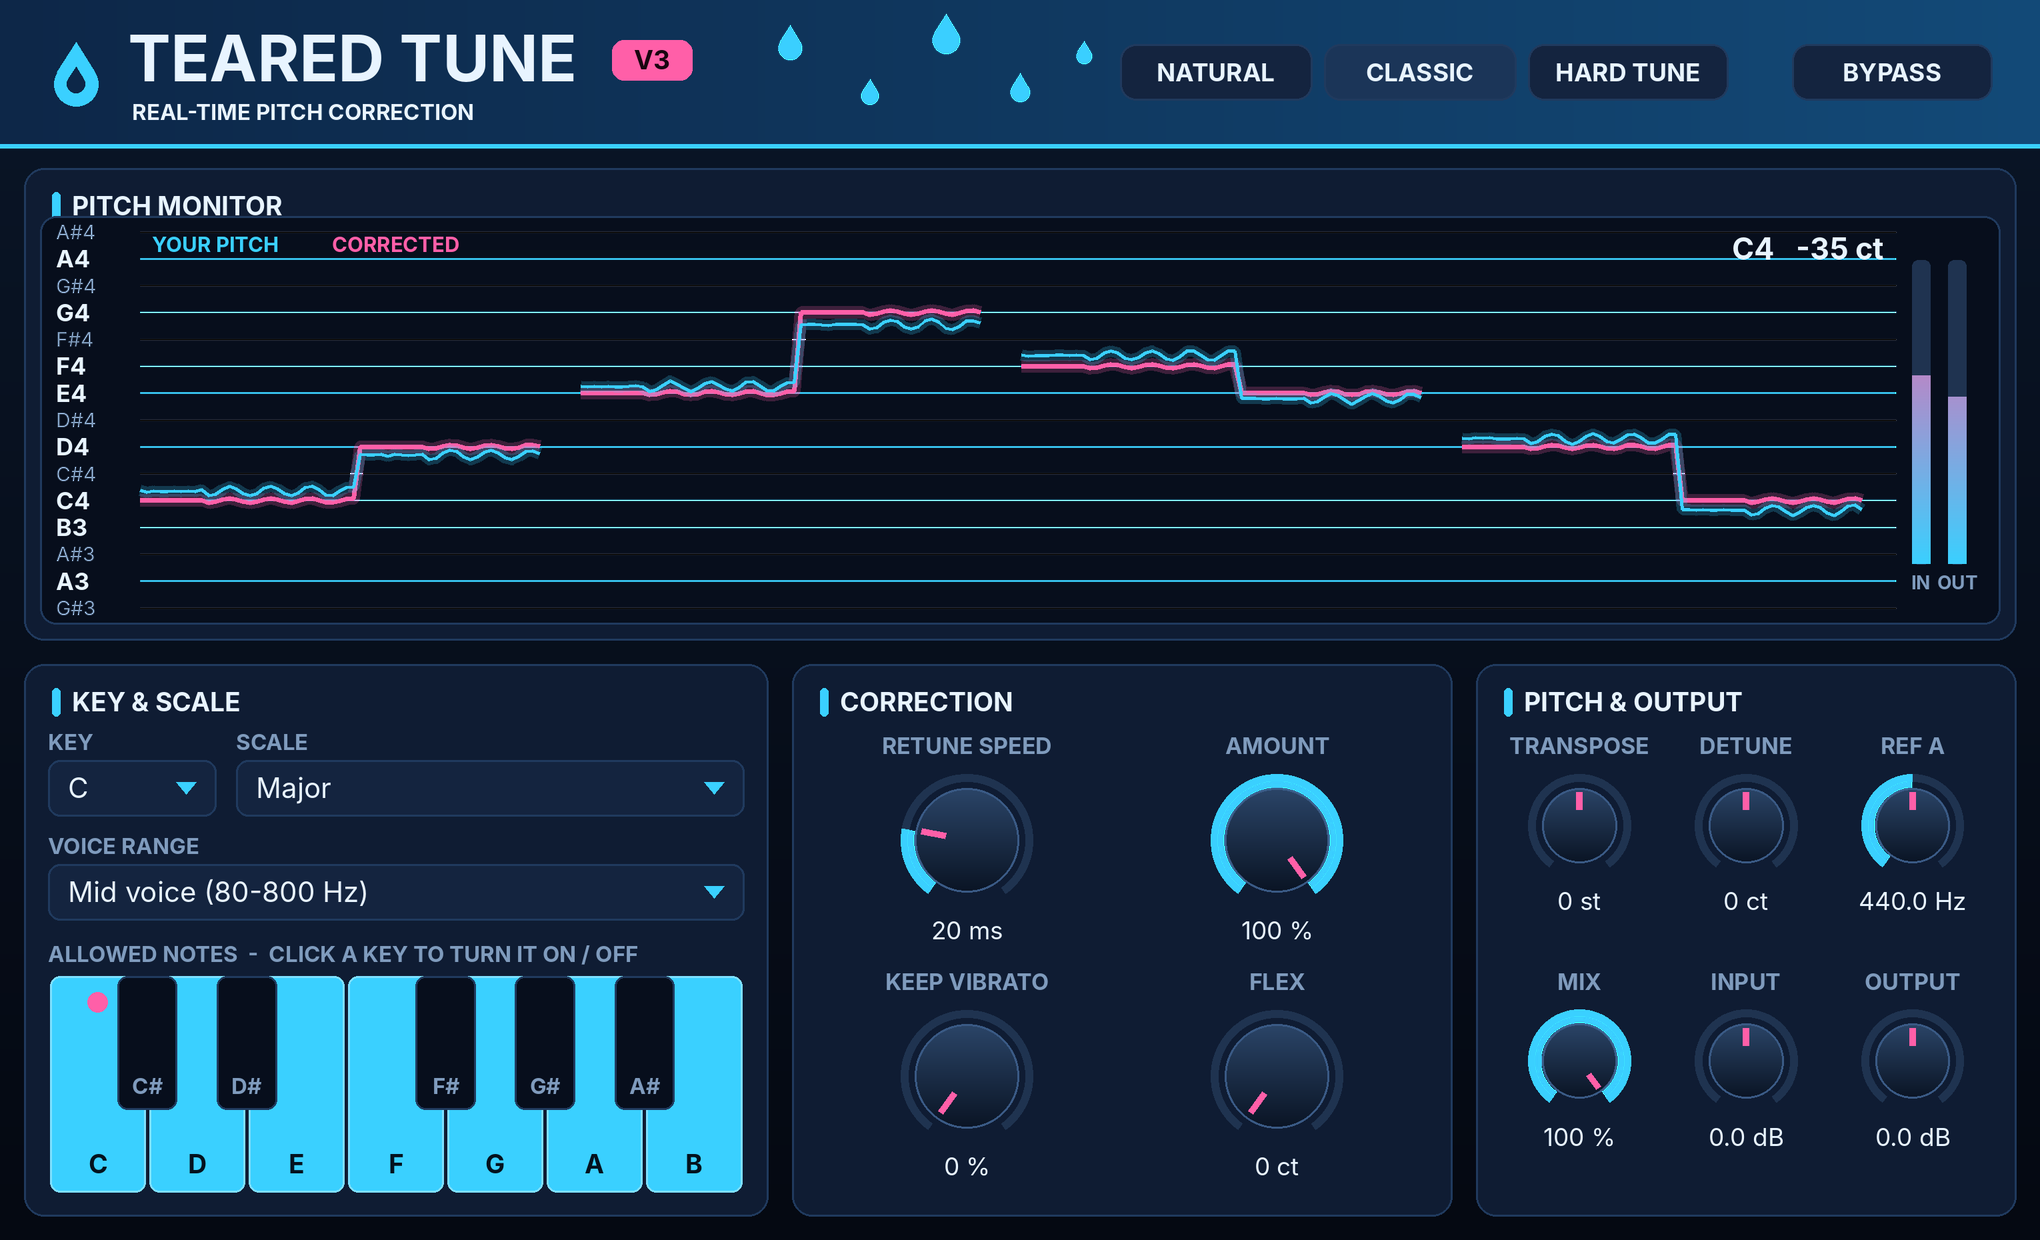 TEARED TUNE V3
REAL-TIME PITCH CORRECTION
NATURAL CLASSIC HARD TUNE BYPASS
PITCH MONITOR
YOUR PITCH CORRECTED C4 -35 ct
A#4
A4
G#4
G4
F#4
F4
E4
D#4
D4
C#4
C4
B3
A#3
A3
G#3
IN OUT
KEY & SCALE
KEY SCALE
C Major
VOICE RANGE
Mid voice (80-800 Hz)
ALLOWED NOTES - CLICK A KEY TO TURN IT ON / OFF
C# D# F# G# A#
C D E F G A B
CORRECTION
RETUNE SPEED AMOUNT
20 ms 100 %
KEEP VIBRATO FLEX
0 % 0 ct
PITCH & OUTPUT
TRANSPOSE DETUNE REF A
0 st 0 ct 440.0 Hz
MIX INPUT OUTPUT
100 % 0.0 dB 0.0 dB